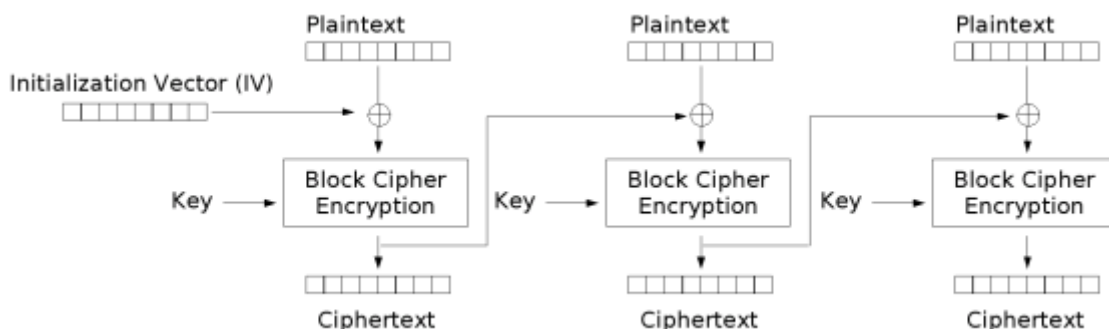 Plaintext
Plaintext
Plaintext
Initialization Vector (IV)
Key
Block Cipher
Encryption
Key
Block Cipher
Encryption
Key
Block Cipher
Encryption
Ciphertext
Ciphertext
Ciphertext